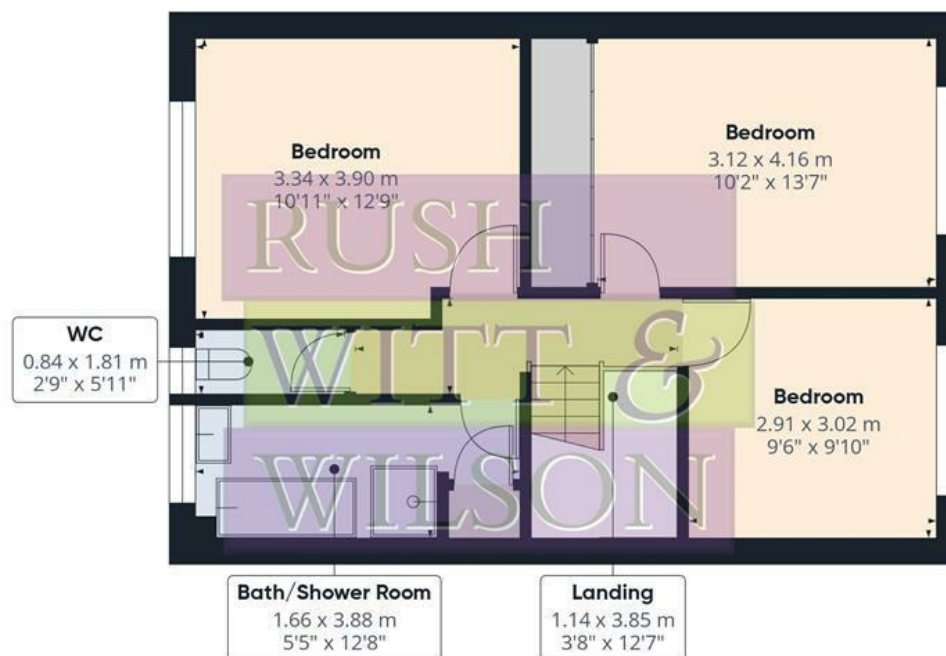 Bedroom
3.34 x 3.90 m
10'11" x 12'9"
Bedroom
3.12 x 4.16 m
10'2" x 13'7"
RUSH
WITT &
WILSON
WC
0.84 x 1.81 m
2'9" x 5'11"
Bedroom
2.91 x 3.02 m
9'6" x 9'10"
Bath/Shower Room
1.66 x 3.88 m
5'5" x 12'8"
Landing
1.14 x 3.85 m
3'8" x 12'7"